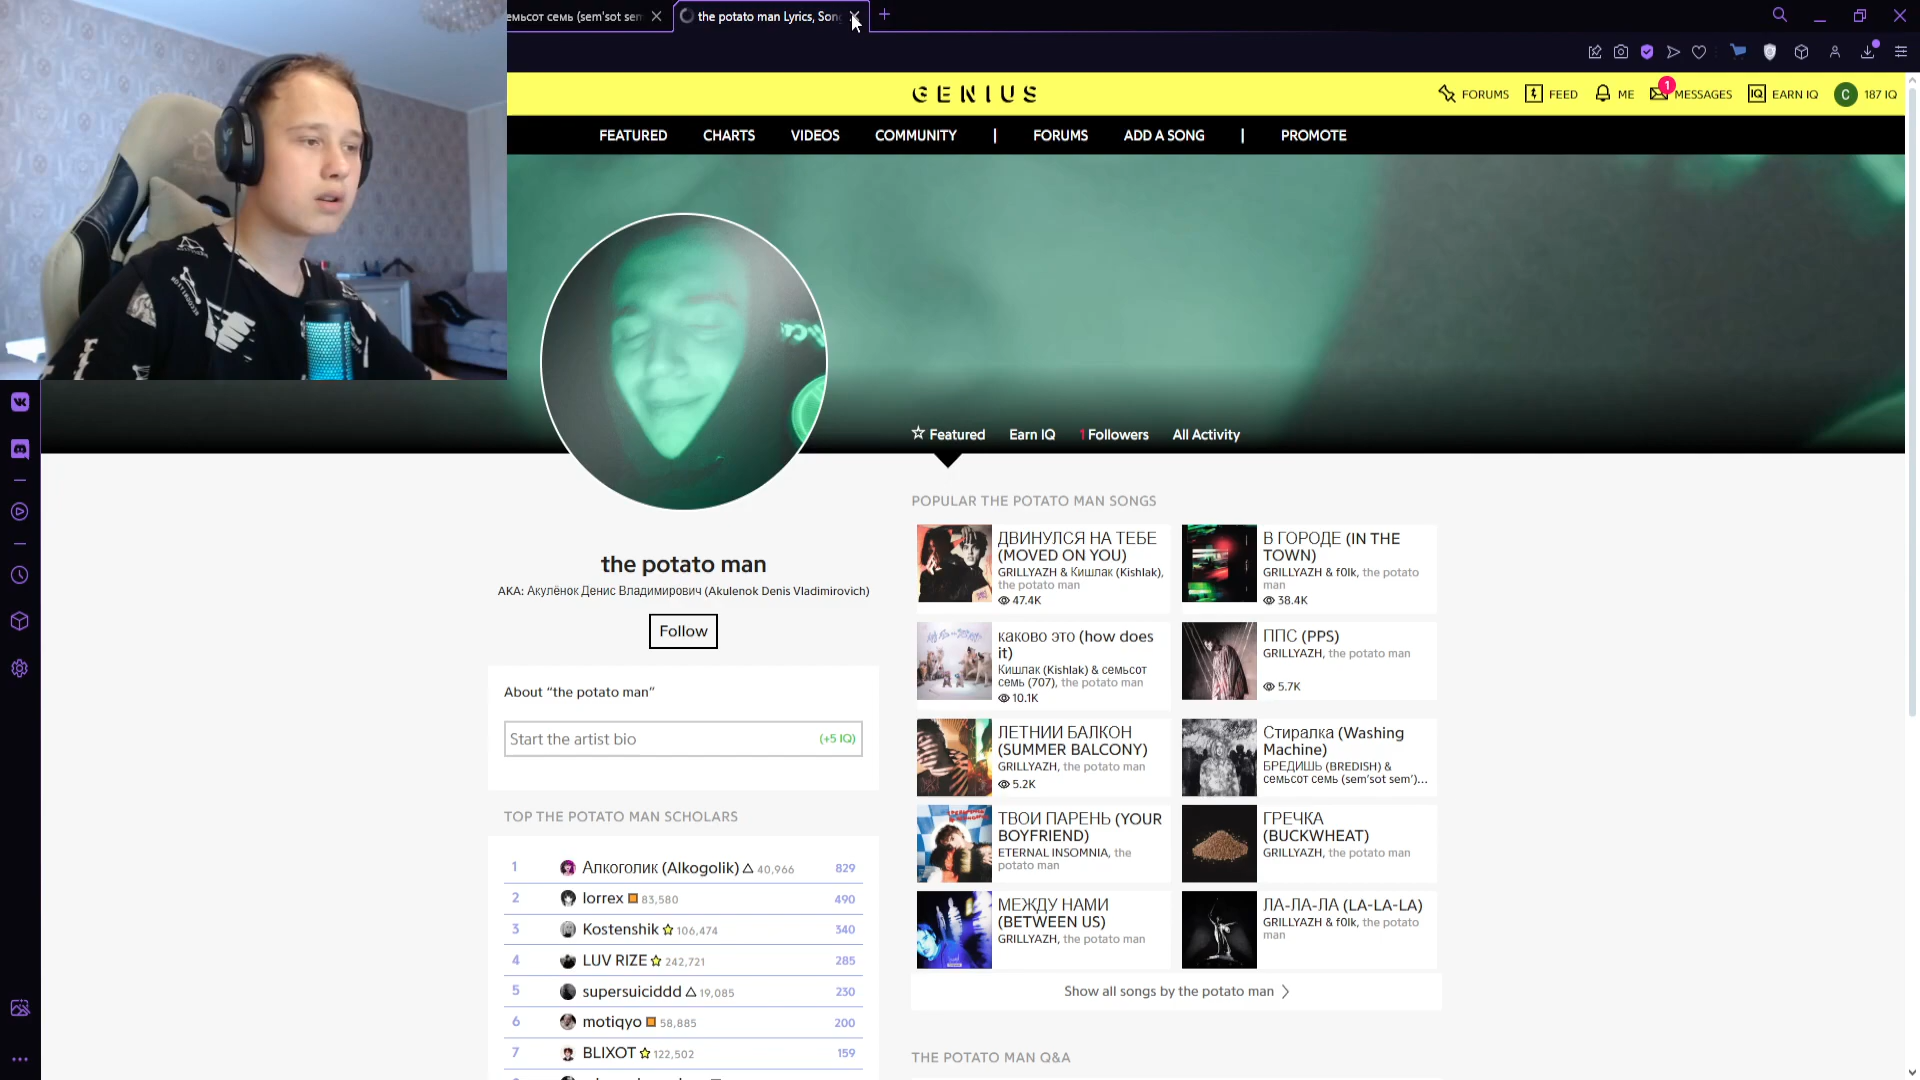 емьсот семь (sem'sot sem
the potato man Lyrics, Song
GENIUS
FORUMS
FEED
ME
1
MESSAGES
IQ
EARN IQ
C
187 IQ
FEATURED
CHARTS
VIDEOS
COMMUNITY
|
FORUMS
ADD A SONG
|
PROMOTE
Featured
Earn IQ
1 Followers
All Activity
the potato man
AKA: Акулёнок Денис Владимирович (Akulenok Denis Vladimirovich)
Follow
About “the potato man”
Start the artist bio
(+5 IQ)
TOP THE POTATO MAN SCHOLARS
1 Алкоголик (Alkogolik) 40,966 829
2 lorrex 83,580 490
3 Kostenshik 106,474 340
4 LUV RIZE 242,721 285
5 supersuiciddd 19,085 230
6 motiqyo 58,885 200
7 BLIXOT 122,502 159
POPULAR THE POTATO MAN SONGS
ДВИНУЛСЯ НА ТЕБЕ
(MOVED ON YOU)
GRILLYAZH & Кишлак (Kishlak),
the potato man
47.4K
В ГОРОДЕ (IN THE
TOWN)
GRILLYAZH & f0lk, the potato
man
38.4K
каково это (how does
it)
Кишлак (Kishlak) & семьсот
семь (707), the potato man
10.1K
ППС (PPS)
GRILLYAZH, the potato man
5.7K
ЛЕТНИЙ БАЛКОН
(SUMMER BALCONY)
GRILLYAZH, the potato man
5.2K
Стиралка (Washing
Machine)
БРЕДИШЬ (BREDISH) &
семьсот семь (sem'sot sem')...
ТВОЙ ПАРЕНЬ (YOUR
BOYFRIEND)
ETERNAL INSOMNIA, the
potato man
ГРЕЧКА
(BUCKWHEAT)
GRILLYAZH, the potato man
МЕЖДУ НАМИ
(BETWEEN US)
GRILLYAZH, the potato man
ЛА-ЛА-ЛА (LA-LA-LA)
GRILLYAZH & f0lk, the potato
man
Show all songs by the potato man
THE POTATO MAN Q&A